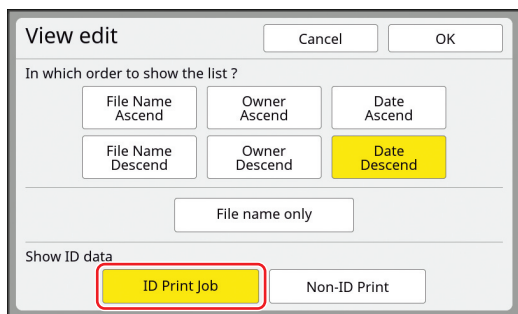 View edit
Cancel
OK
In which order to show the list ?
File Name
Ascend
Owner
Ascend
Date
Ascend
File Name
Descend
Owner
Descend
Date
Descend
File name only
Show ID data
ID Print Job
Non-ID Print